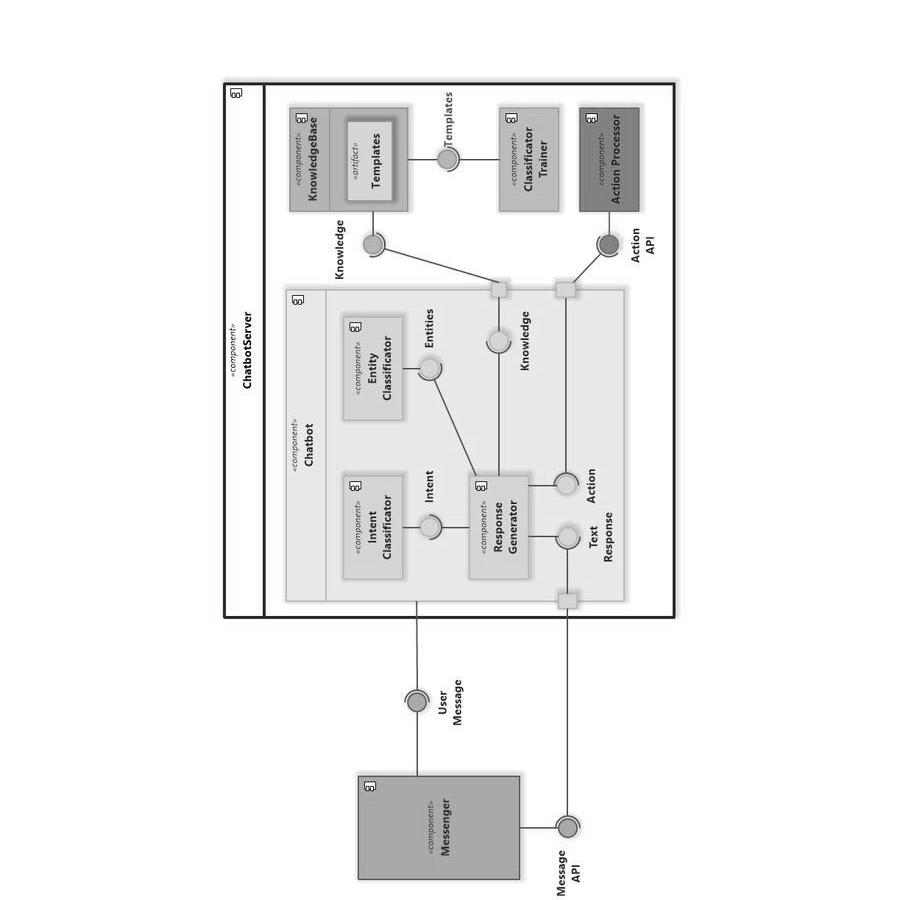 «component»
ChatbotServer
«component»
KnowledgeBase
«artifact»
Templates
Templates
«component»
Classificator
Trainer
«component»
Action Processor
Knowledge
Action
API
«component»
Chatbot
«component»
Entity
Classificator
Entities
Knowledge
«component»
Intent
Classificator
Intent
«component»
Response
Generator
Action
Text
Response
User
Message
«component»
Messenger
Message
API